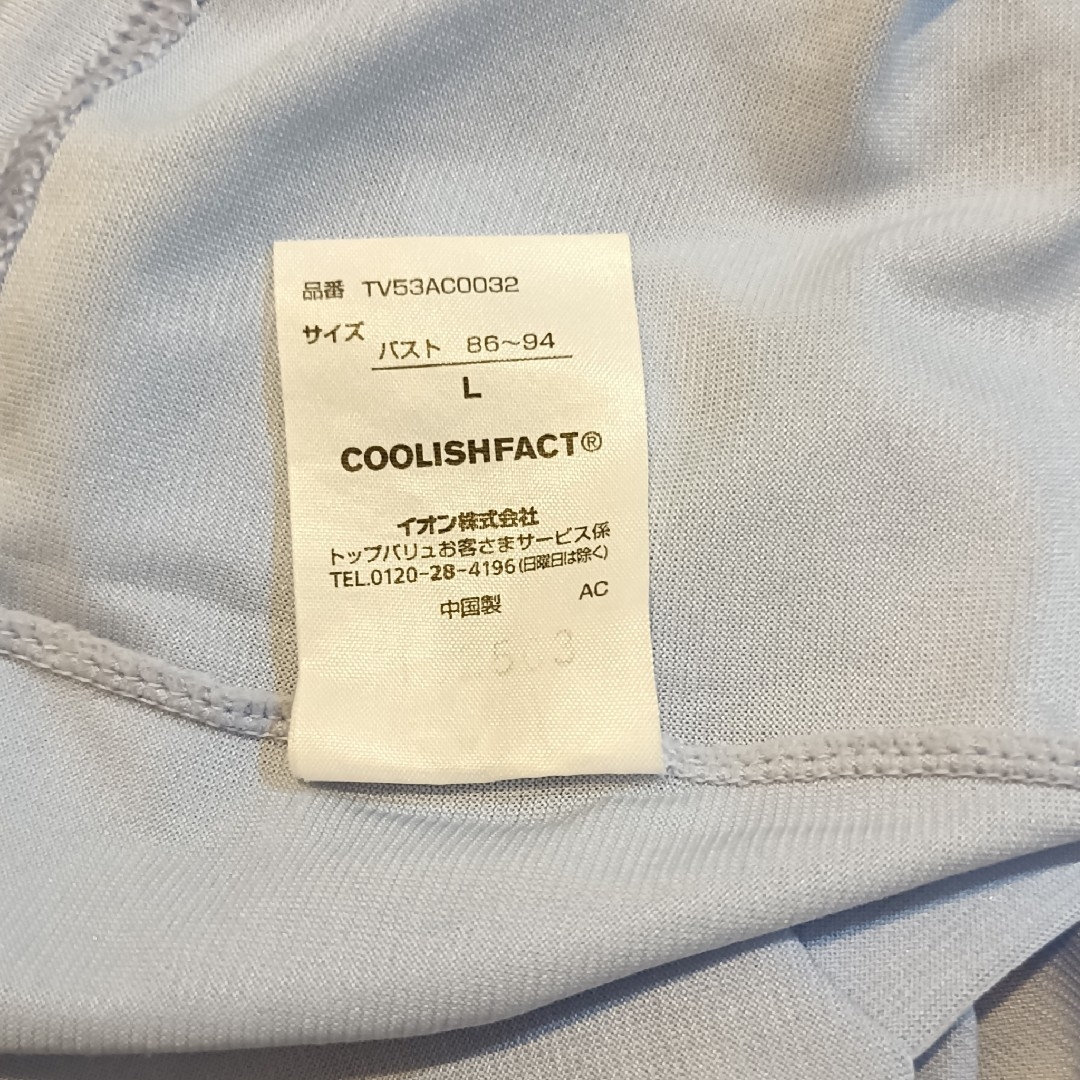 品番 TV53AC0032
サイズ バスト 86~94
L
COOLISHFACT®
イオン株式会社
トップバリュお客さまサービス係
TEL.0120-28-4196(日曜日は除く)
中国製 AC